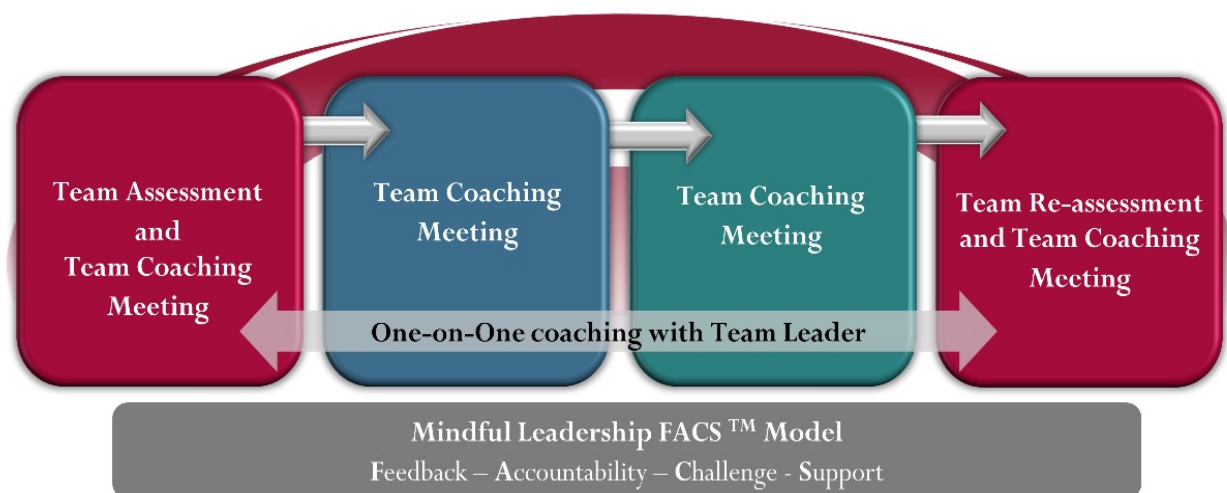 Team Assessment
and
Team Coaching
Meeting
Team Coaching
Meeting
Team Coaching
Meeting
Team Re-assessment
and Team Coaching
Meeting
One-on-One coaching with Team Leader
Mindful Leadership FACS ™ Model
Feedback – Accountability – Challenge - Support